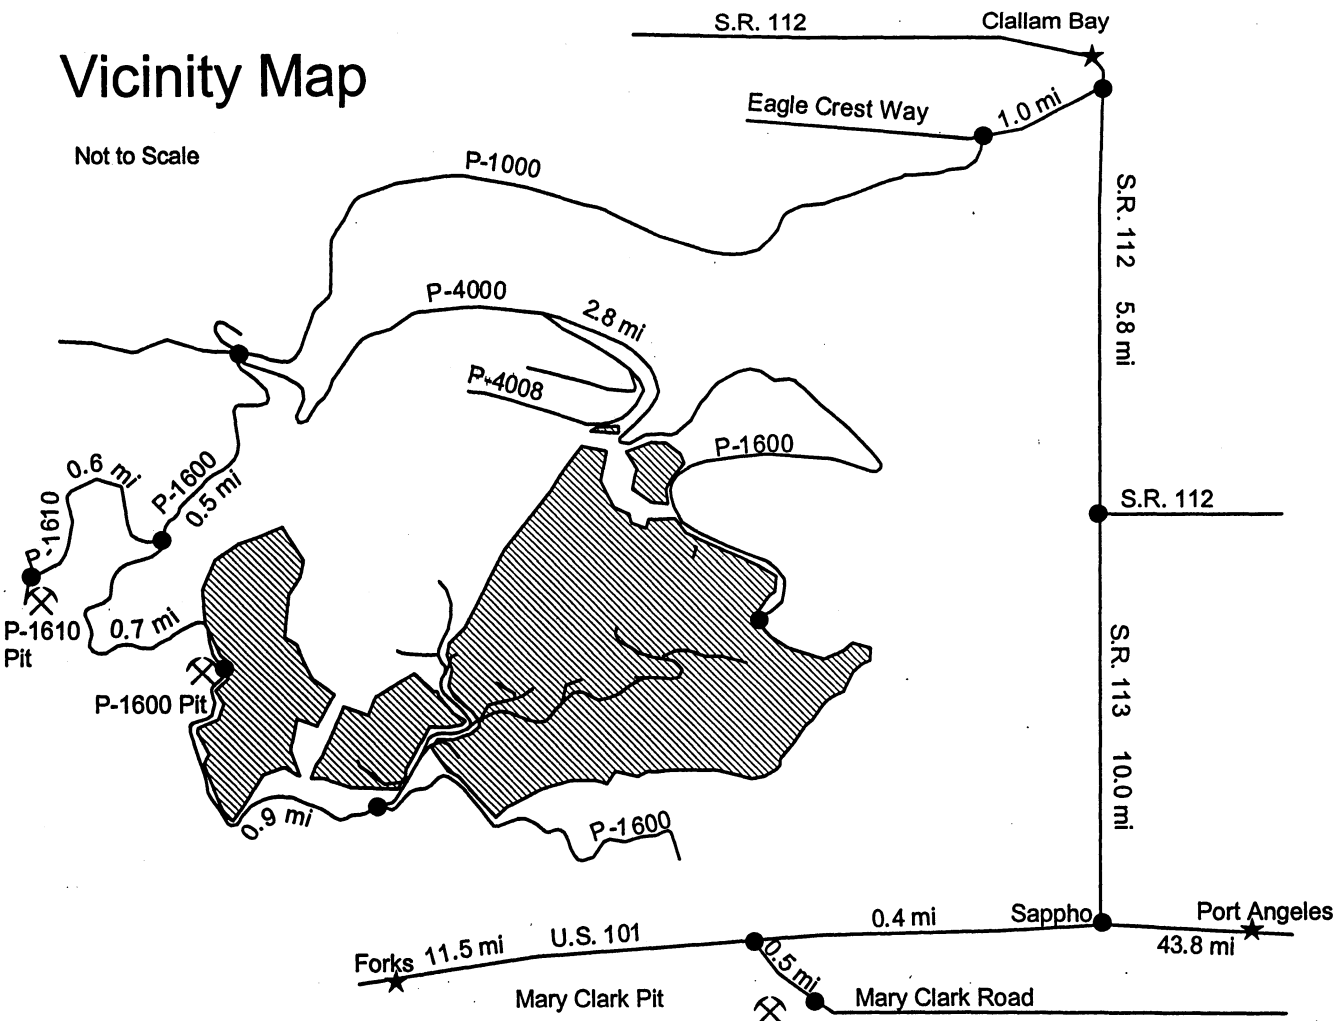 S.R. 112
Clallam Bay
Vicinity Map
Not to Scale
Eagle Crest Way
1.0 mi
P-1000
S.R. 112 5.8 mi
P-4000
2.8 mi
P-4008
P-1600
0.6 mi
P-1600
0.5 mi
P-1610
S.R. 112
P-1610
Pit
0.7 mi
P-1600 Pit
S.R. 113 10.0 mi
0.9 mi
P-1600
Sappho
Port Angeles
0.4 mi
43.8 mi
U.S. 101
11.5 mi
Forks
0.5 mi
Mary Clark Pit
Mary Clark Road